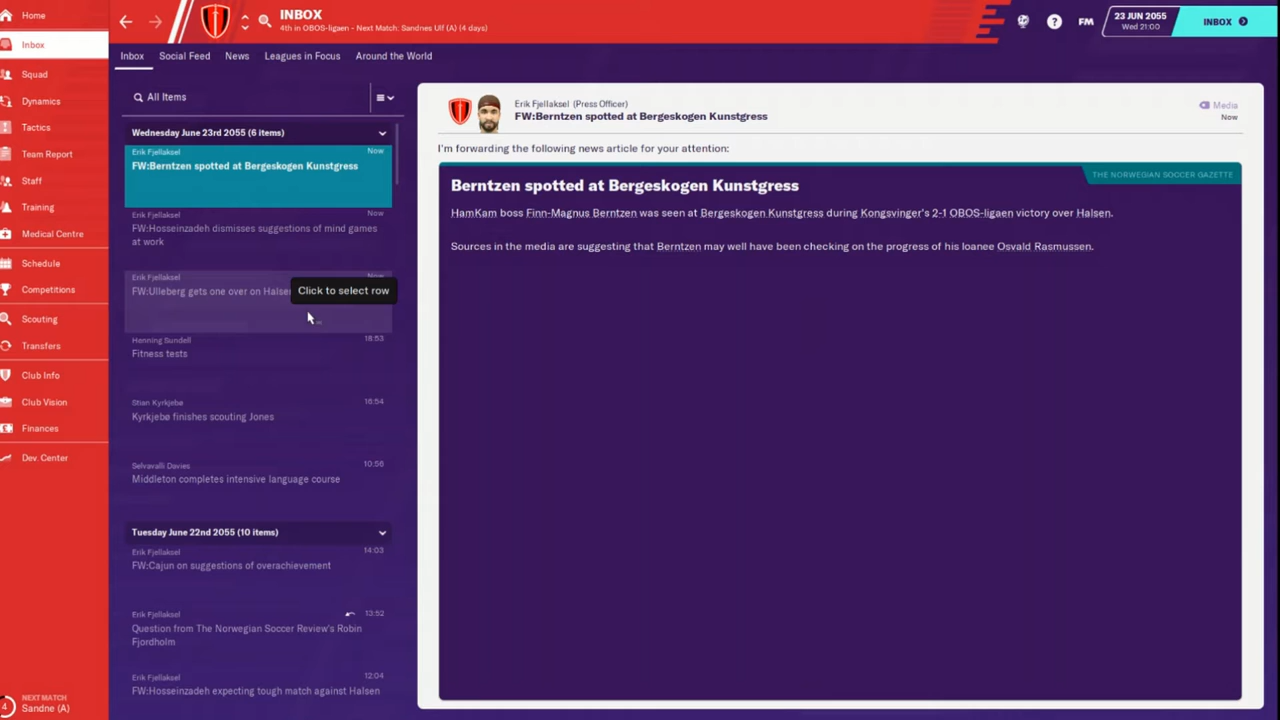 Home
Inbox
Squad
Dynamics
Tactics
Team Report
Staff
Training
Medical Centre
Schedule
Competitions
Scouting
Transfers
Club Info
Club Vision
Finances
Dev. Center
NEXT MATCH
4
Sandne (A)
INBOX
4th in OBOS-ligaen - Next Match: Sandnes Ulf (A) (4 days)
?
FM
23 JUN 2055
Wed 21:00
INBOX
Inbox
Social Feed
News
Leagues in Focus
Around the World
All Items
Wednesday June 23rd 2055 (6 items)
Erik Fjellaksel
Now
FW:Berntzen spotted at Bergeskogen Kunstgress
Erik Fjellaksel
Now
FW:Hosseinzadeh dismisses suggestions of mind games
at work
Erik Fjellaksel
Now
FW:Ulleberg gets one over on Halsen
Click to select row
Henning Sundell
18:53
Fitness tests
Stian Kyrkjebø
16:54
Kyrkjebø finishes scouting Jones
Selvavalli Davies
10:56
Middleton completes intensive language course
Tuesday June 22nd 2055 (10 items)
Erik Fjellaksel
14:03
FW:Cajun on suggestions of overachievement
Erik Fjellaksel
13:52
Question from The Norwegian Soccer Review's Robin
Fjordholm
Erik Fjellaksel
12:04
FW:Hosseinzadeh expecting tough match against Halsen
Erik Fjellaksel (Press Officer)
FW:Berntzen spotted at Bergeskogen Kunstgress
Media
Now
I'm forwarding the following news article for your attention:
THE NORWEGIAN SOCCER GAZETTE
Berntzen spotted at Bergeskogen Kunstgress
HamKam boss Finn-Magnus Berntzen was seen at Bergeskogen Kunstgress during Kongsvinger's 2-1 OBOS-ligaen victory over Halsen.
Sources in the media are suggesting that Berntzen may well have been checking on the progress of his loanee Osvald Rasmussen.